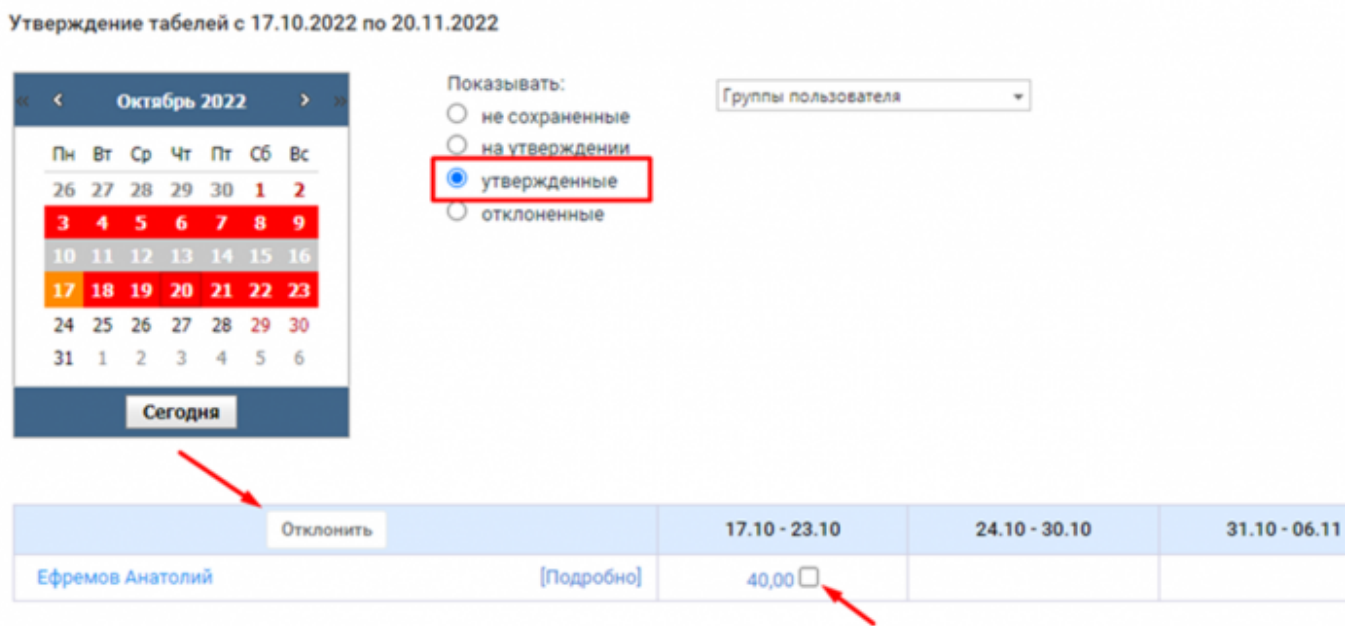 Утверждение табелей с 17.10.2022 по 20.11.2022
« ‹ Октябрь 2022 › »
Пн Вт Ср Чт Пт Сб Вс
26 27 28 29 30 1 2
3 4 5 6 7 8 9
10 11 12 13 14 15 16
17 18 19 20 21 22 23
24 25 26 27 28 29 30
31 1 2 3 4 5 6
Сегодня
Показывать:
не сохраненные
на утверждении
утвержденные
отклоненные
Группы пользователя
Отклонить 17.10 - 23.10 24.10 - 30.10 31.10 - 06.11
Ефремов Анатолий [Подробно] 40,00